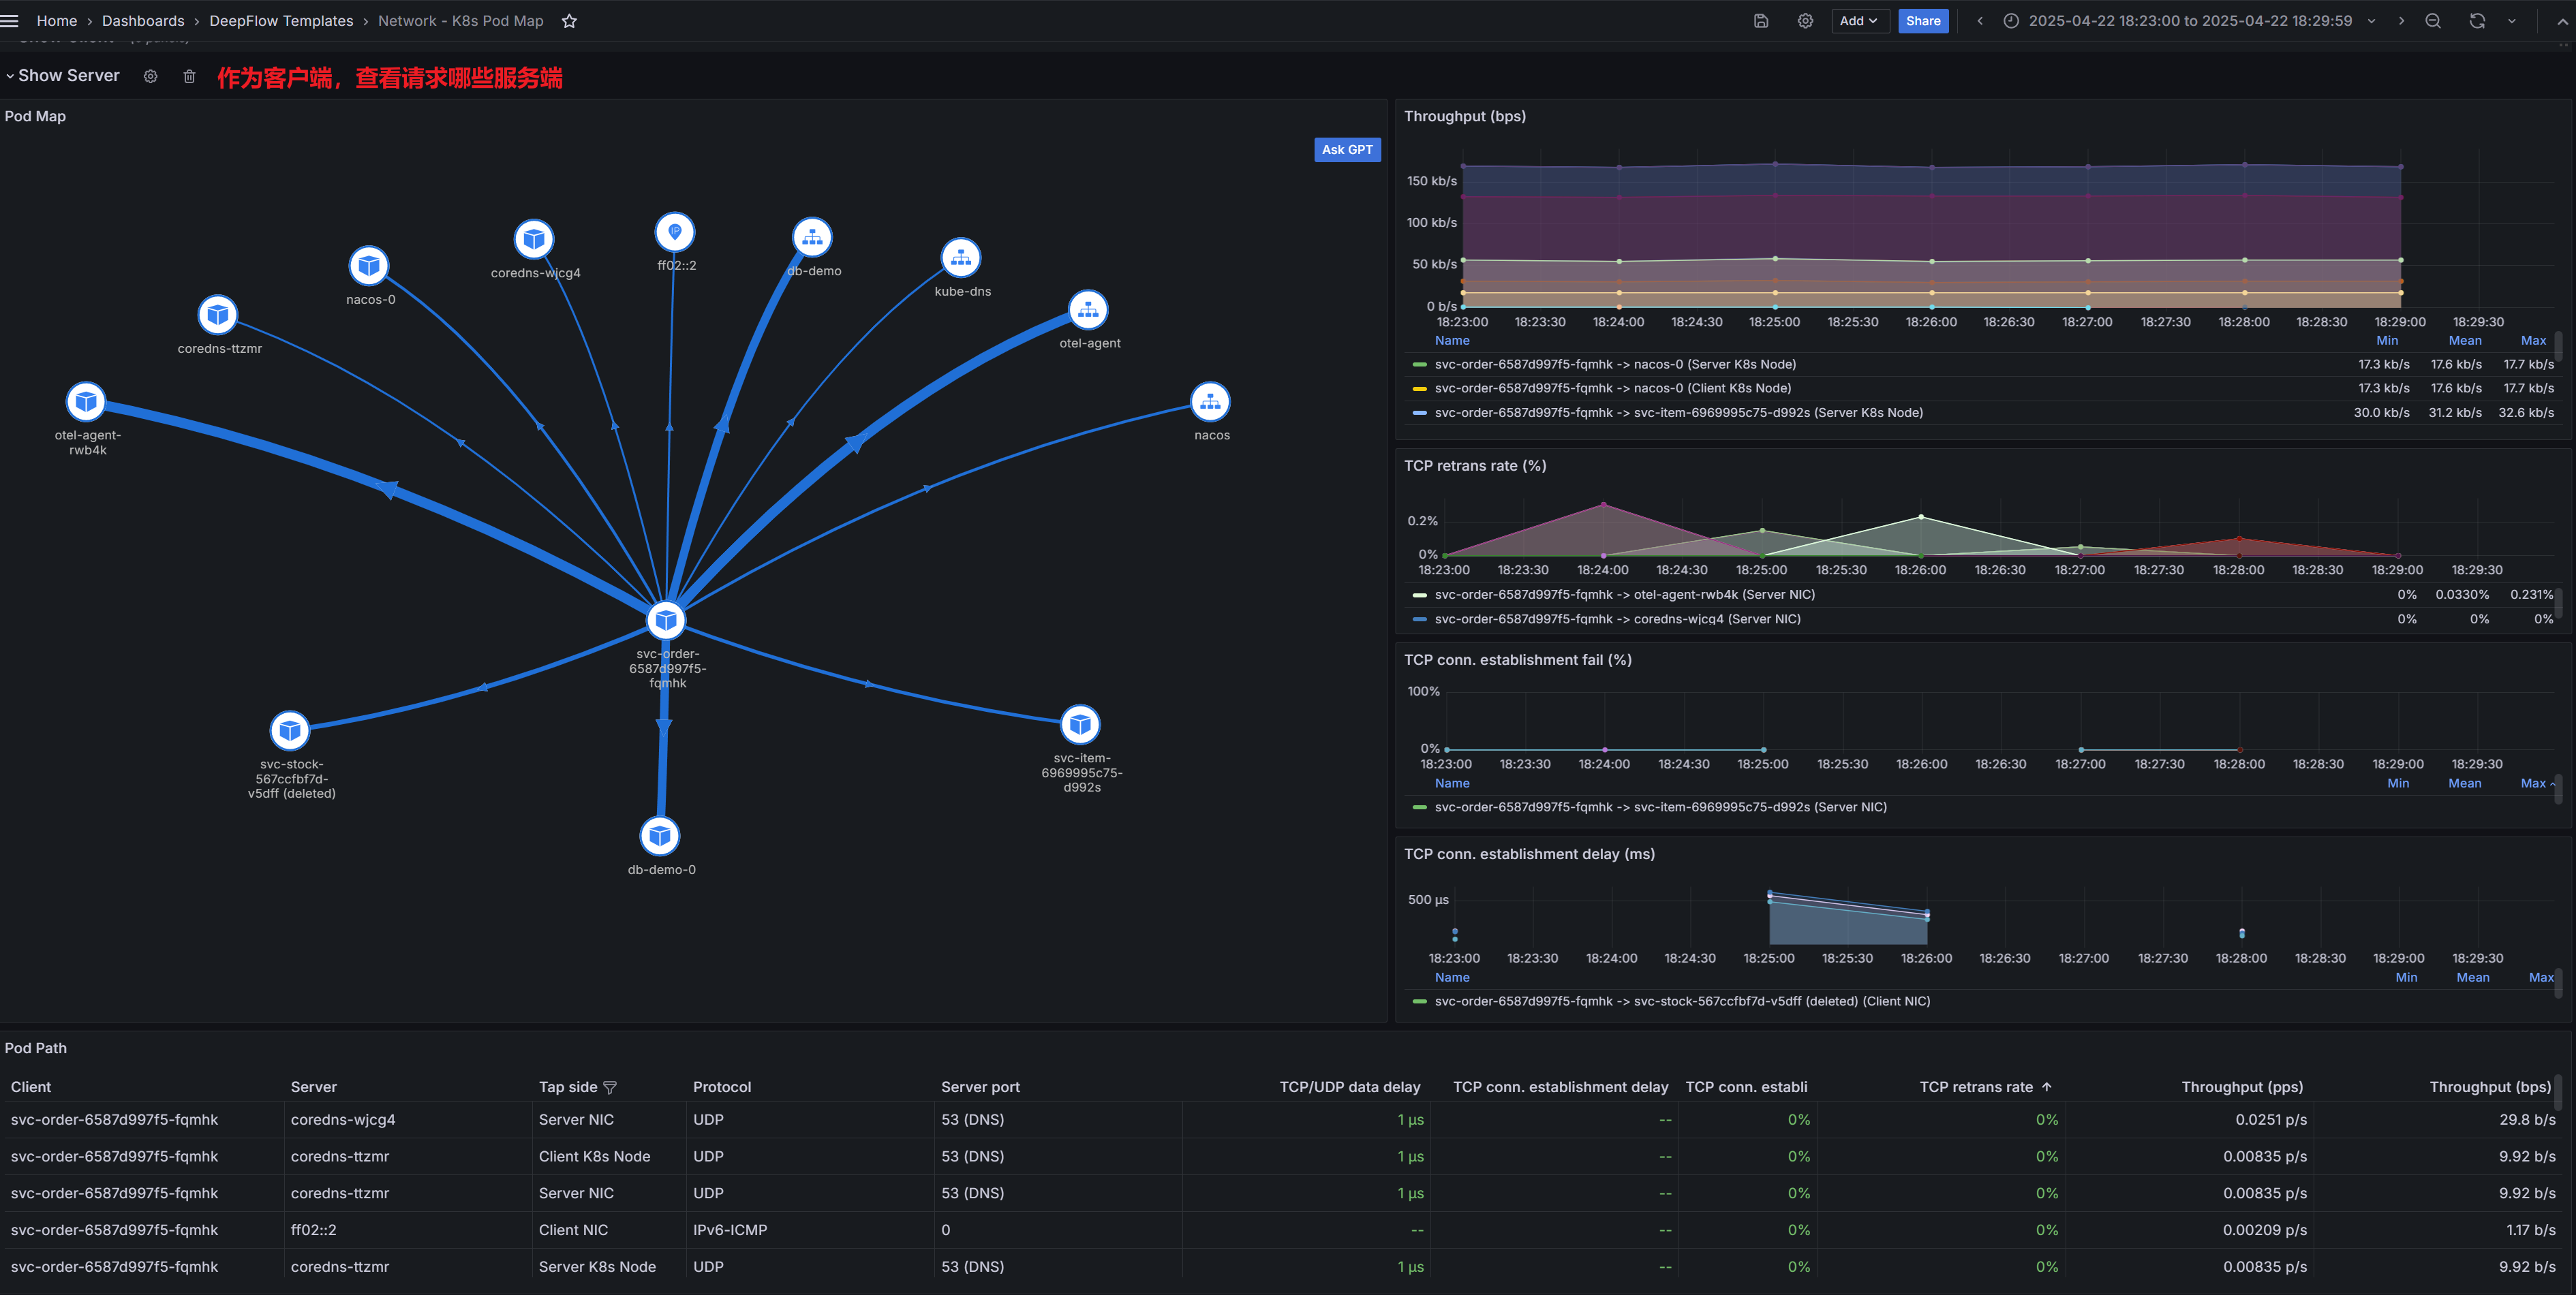 Home › Dashboards › DeepFlow Templates › Network - K8s Pod Map
Add
Share
2025-04-22 18:23:00 to 2025-04-22 18:29:59
Show Server
作为客户端，查看请求哪些服务端
Pod Map
Ask GPT
ff02::2
db-demo
coredns-wjcg4
kube-dns
nacos-0
otel-agent
coredns-ttzmr
otel-agent-
rwb4k
nacos
svc-order-
6587d997f5-
fqmhk
svc-stock-
567ccfbf7d-
v5dff (deleted)
svc-item-
6969995c75-
d992s
db-demo-0
Throughput (bps)
150 kb/s
100 kb/s
50 kb/s
0 b/s
18:23:00 18:23:30 18:24:00 18:24:30 18:25:00 18:25:30 18:26:00 18:26:30 18:27:00 18:27:30 18:28:00 18:28:30 18:29:00 18:29:30
Name Min Mean Max
svc-order-6587d997f5-fqmhk -> nacos-0 (Server K8s Node) 17.3 kb/s 17.6 kb/s 17.7 kb/s
svc-order-6587d997f5-fqmhk -> nacos-0 (Client K8s Node) 17.3 kb/s 17.6 kb/s 17.7 kb/s
svc-order-6587d997f5-fqmhk -> svc-item-6969995c75-d992s (Server K8s Node) 30.0 kb/s 31.2 kb/s 32.6 kb/s
TCP retrans rate (%)
0.2%
0%
18:23:00 18:23:30 18:24:00 18:24:30 18:25:00 18:25:30 18:26:00 18:26:30 18:27:00 18:27:30 18:28:00 18:28:30 18:29:00 18:29:30
svc-order-6587d997f5-fqmhk -> otel-agent-rwb4k (Server NIC) 0% 0.0330% 0.231%
svc-order-6587d997f5-fqmhk -> coredns-wjcg4 (Server NIC) 0% 0% 0%
TCP conn. establishment fail (%)
100%
0%
18:23:00 18:23:30 18:24:00 18:24:30 18:25:00 18:25:30 18:26:00 18:26:30 18:27:00 18:27:30 18:28:00 18:28:30 18:29:00 18:29:30
Name Min Mean Max
svc-order-6587d997f5-fqmhk -> svc-item-6969995c75-d992s (Server NIC)
TCP conn. establishment delay (ms)
500 µs
18:23:00 18:23:30 18:24:00 18:24:30 18:25:00 18:25:30 18:26:00 18:26:30 18:27:00 18:27:30 18:28:00 18:28:30 18:29:00 18:29:30
Name Min Mean Max
svc-order-6587d997f5-fqmhk -> svc-stock-567ccfbf7d-v5dff (deleted) (Client NIC)
Pod Path
Client Server Tap side Protocol Server port TCP/UDP data delay TCP conn. establishment delay TCP conn. establi TCP retrans rate Throughput (pps) Throughput (bps)
svc-order-6587d997f5-fqmhk coredns-wjcg4 Server NIC UDP 53 (DNS) 1 µs -- 0% 0% 0.0251 p/s 29.8 b/s
svc-order-6587d997f5-fqmhk coredns-ttzmr Client K8s Node UDP 53 (DNS) 1 µs -- 0% 0% 0.00835 p/s 9.92 b/s
svc-order-6587d997f5-fqmhk coredns-ttzmr Server NIC UDP 53 (DNS) 1 µs -- 0% 0% 0.00835 p/s 9.92 b/s
svc-order-6587d997f5-fqmhk ff02::2 Client NIC IPv6-ICMP 0 -- -- 0% 0% 0.00209 p/s 1.17 b/s
svc-order-6587d997f5-fqmhk coredns-ttzmr Server K8s Node UDP 53 (DNS) 1 µs -- 0% 0% 0.00835 p/s 9.92 b/s